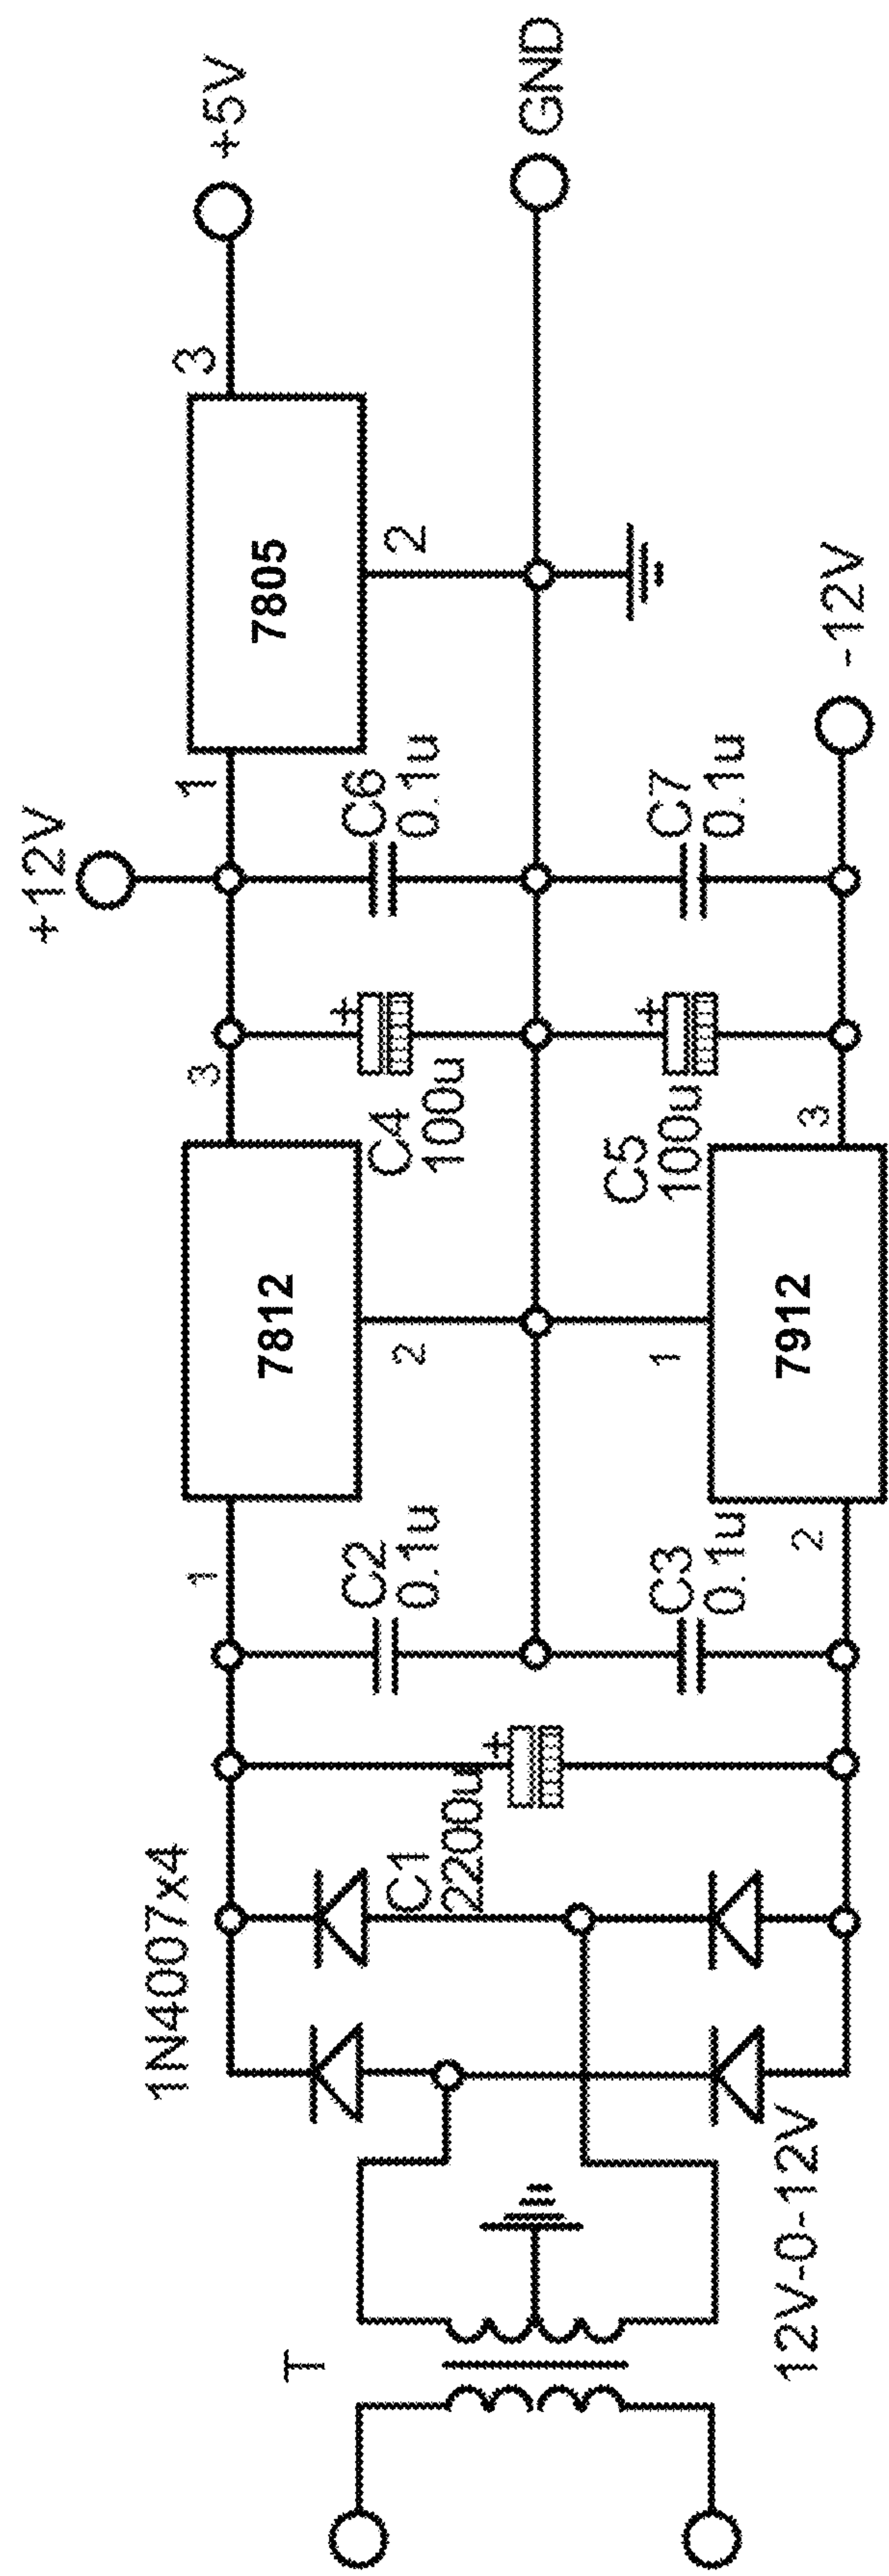 T
12V-0-12V
1N4007x4
C1
2200u
C2
0.1u
C3
0.1u
1
7812
2
3
2
7912
1
3
C4
100u
C5
100u
+12V
C6
0.1u
C7
0.1u
-12V
1
7805
2
3
+5V
GND
+
+
+